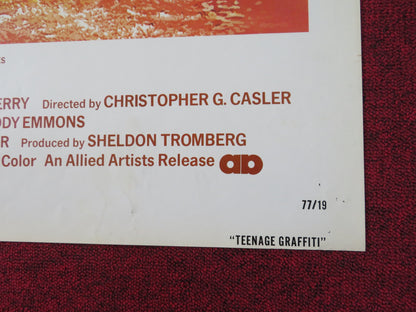 ERRY Directed by CHRISTOPHER G. CASLER
DDY EMMONS
R Produced by SHELDON TROMBERG
Color An Allied Artists Release
77/19
"TEENAGE GRAFFITI"